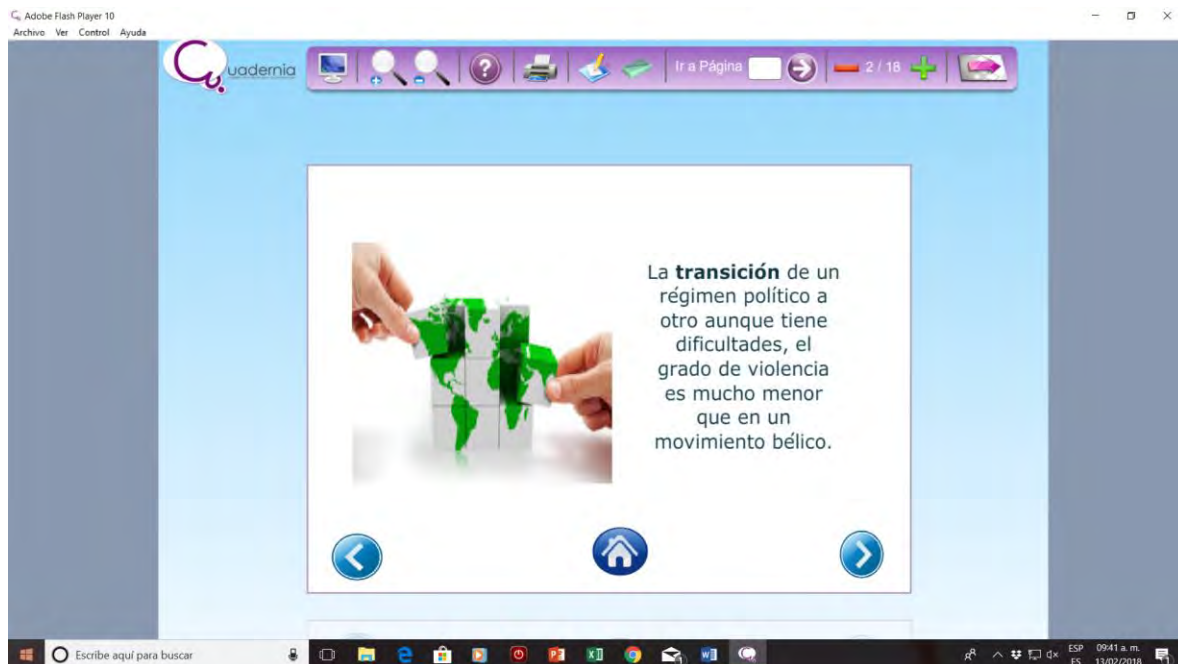 Adobe Flash Player 10
Archivo Ver Control Ayuda
Cuadernia
Ir a Página
2 / 18
La transición de un
régimen político a
otro aunque tiene
dificultades, el
grado de violencia
es mucho menor
que en un
movimiento bélico.
Escribe aquí para buscar
ESP 09:41 a. m.
ES 13/02/2018